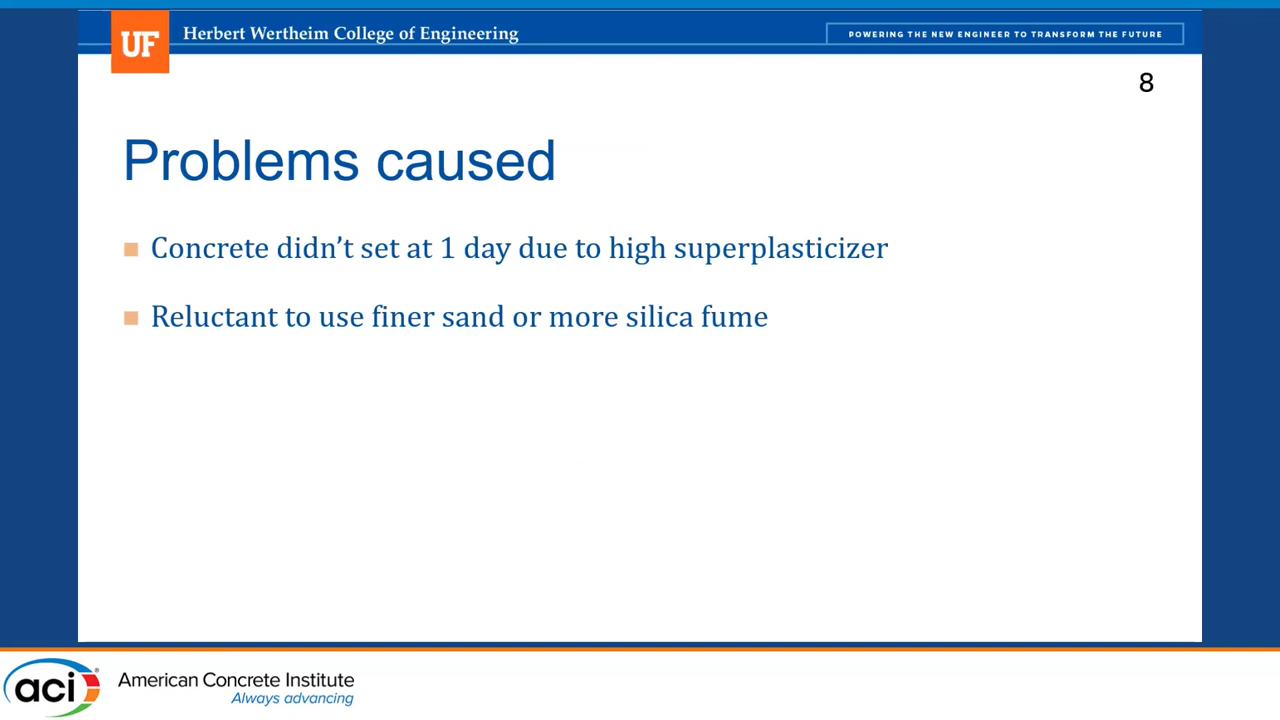 UF
Herbert Wertheim College of Engineering
POWERING THE NEW ENGINEER TO TRANSFORM THE FUTURE
8
Problems caused
Concrete didn't set at 1 day due to high superplasticizer
Reluctant to use finer sand or more silica fume
aci®
American Concrete Institute
Always advancing